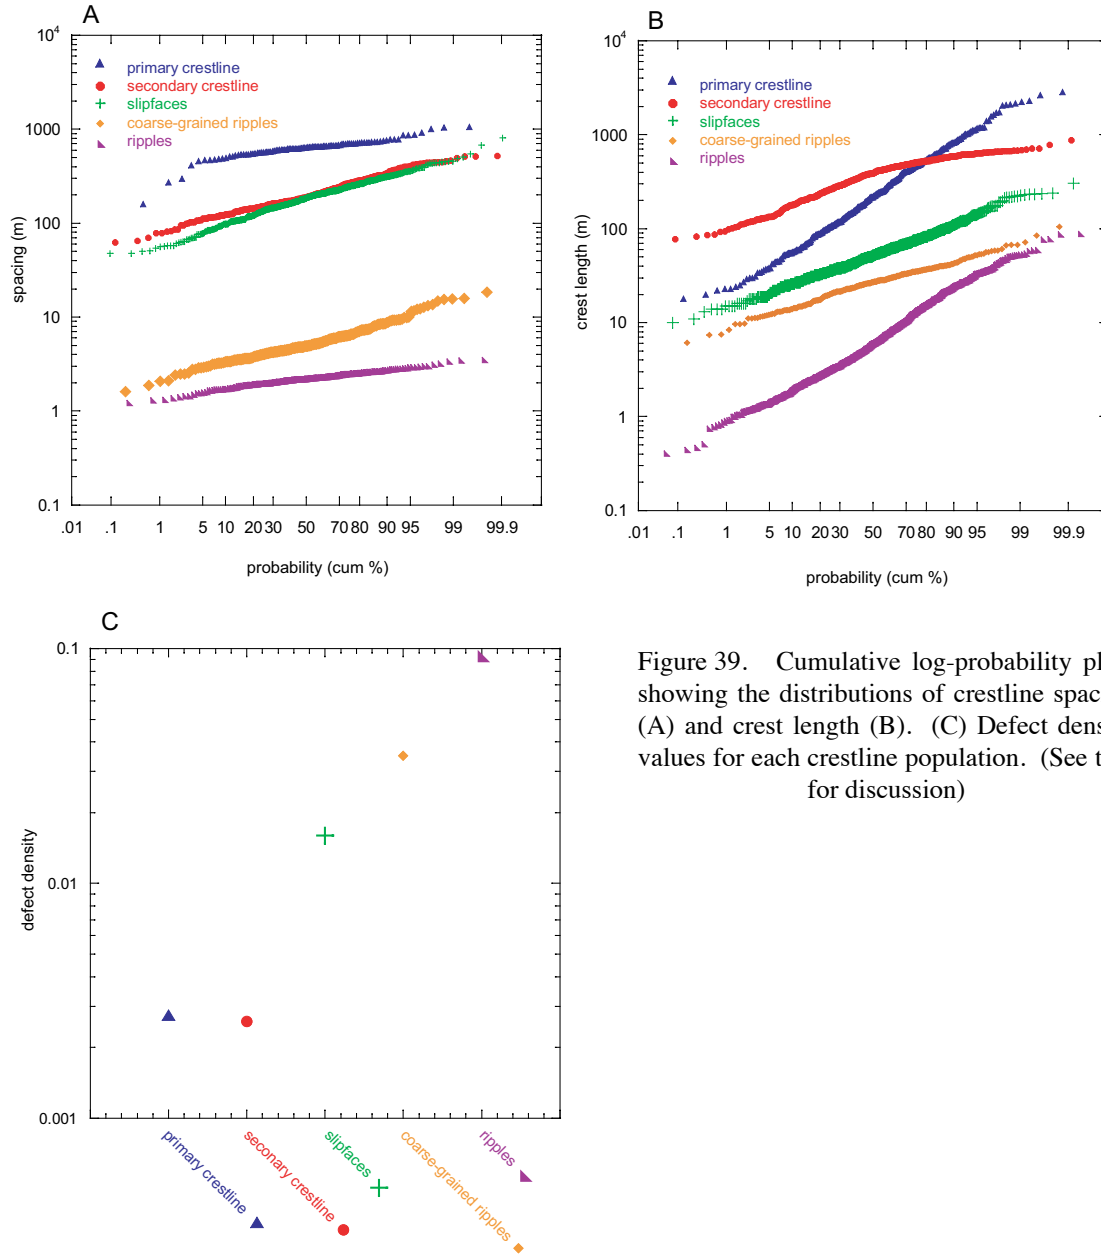 A
10^4
1000
100
10
1
0.1
spacing (m)
primary crestline
secondary crestline
slipfaces
coarse-grained ripples
ripples
.01 .1 1 5 10 20 30 50 70 80 90 95 99 99.9
probability (cum %)
B
10^4
1000
100
10
1
0.1
crest length (m)
primary crestline
secondary crestline
slipfaces
coarse-grained ripples
ripples
.01 .1 1 5 10 20 30 50 70 80 90 95 99 99.9
probability (cum %)
C
0.1
0.01
0.001
defect density
primary crestline
seconary crestline
slipfaces
coarse-grained ripples
ripples
Figure 39. Cumulative log-probability pl
showing the distributions of crestline spac
(A) and crest length (B). (C) Defect dens
values for each crestline population. (See t
for discussion)